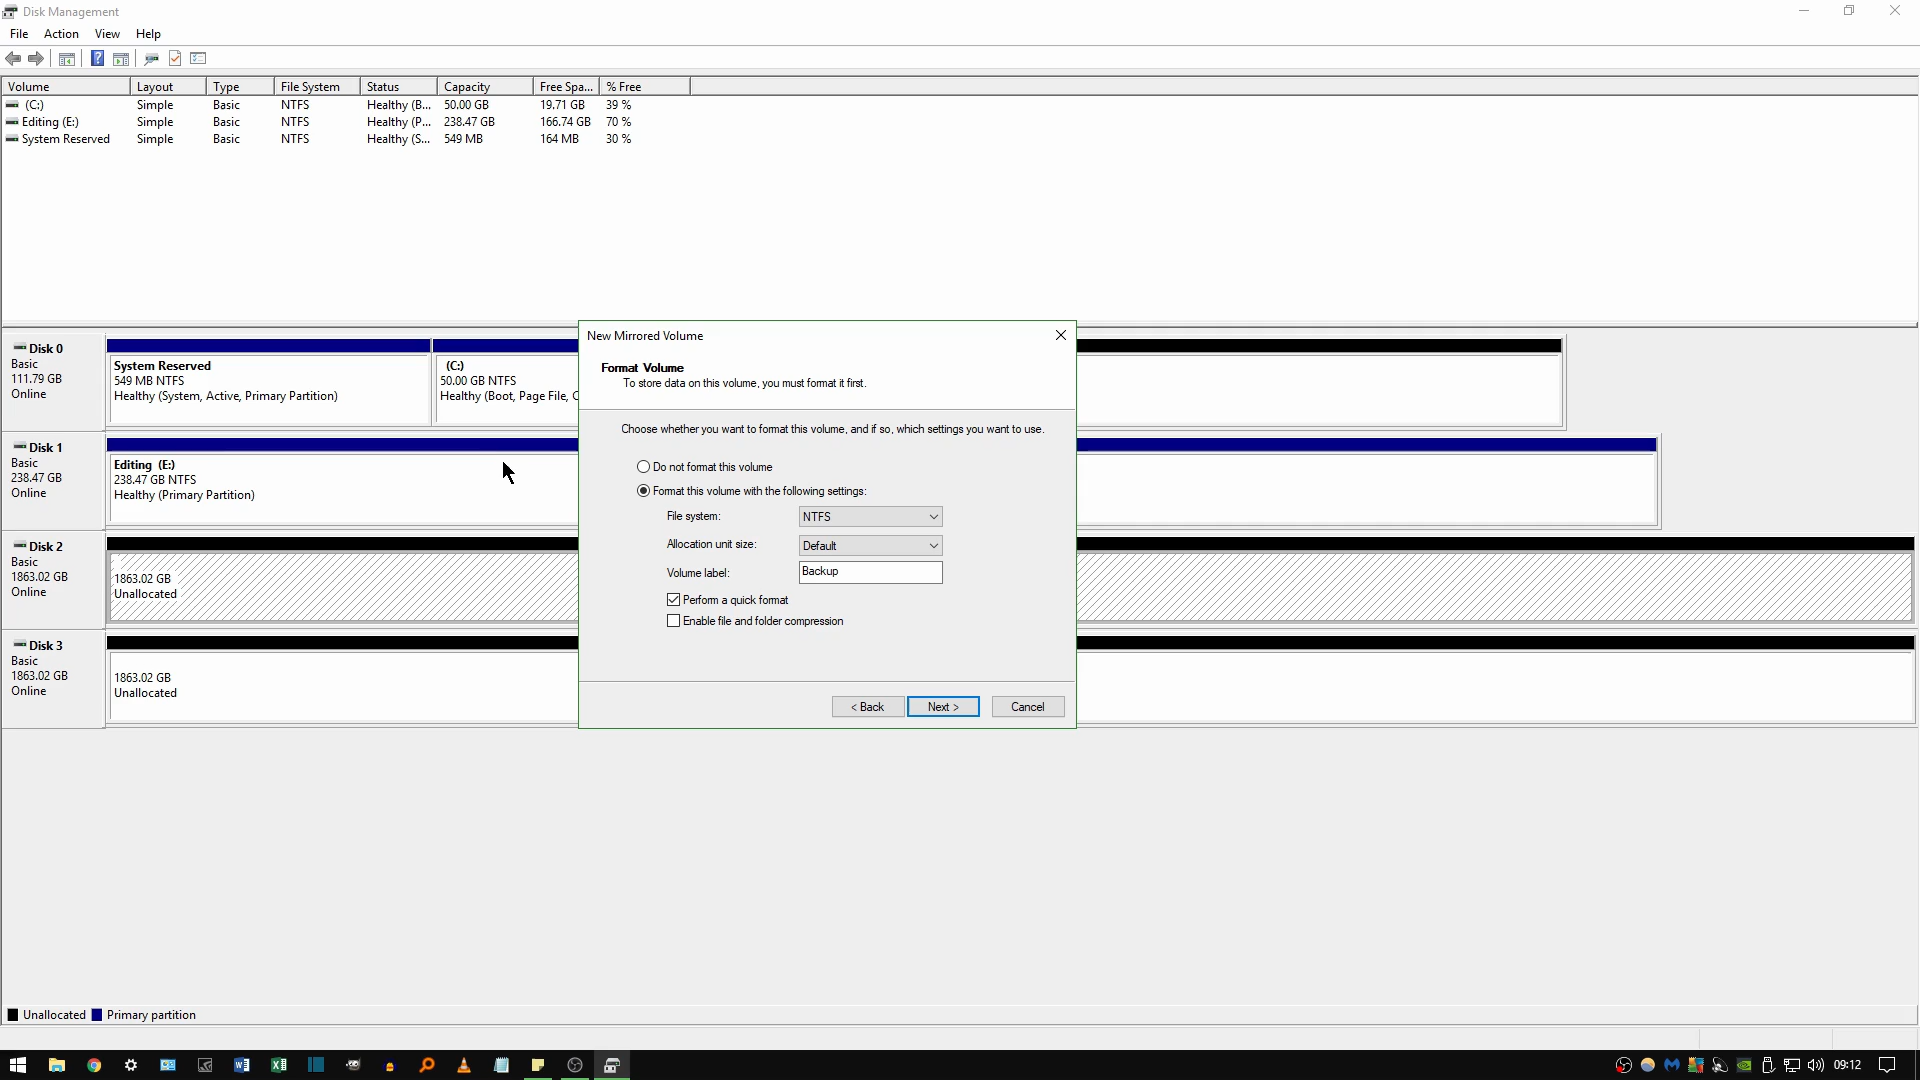 Disk Management
File Action View Help
Volume Layout Type File System Status Capacity Free Spa... % Free
(C:) Simple Basic NTFS Healthy (B... 50.00 GB 19.71 GB 39 %
Editing (E:) Simple Basic NTFS Healthy (P... 238.47 GB 166.74 GB 70 %
System Reserved Simple Basic NTFS Healthy (S... 549 MB 164 MB 30 %
Disk 0
Basic
111.79 GB
Online
System Reserved
549 MB NTFS
Healthy (System, Active, Primary Partition)
(C:)
50.00 GB NTFS
Healthy (Boot, Page File, C
Disk 1
Basic
238.47 GB
Online
Editing (E:)
238.47 GB NTFS
Healthy (Primary Partition)
Disk 2
Basic
1863.02 GB
Online
1863.02 GB
Unallocated
Disk 3
Basic
1863.02 GB
Online
1863.02 GB
Unallocated
New Mirrored Volume
Format Volume
To store data on this volume, you must format it first.
Choose whether you want to format this volume, and if so, which settings you want to use.
Do not format this volume
Format this volume with the following settings:
File system: NTFS
Allocation unit size: Default
Volume label: Backup
Perform a quick format
Enable file and folder compression
< Back Next > Cancel
Unallocated Primary partition
09:12